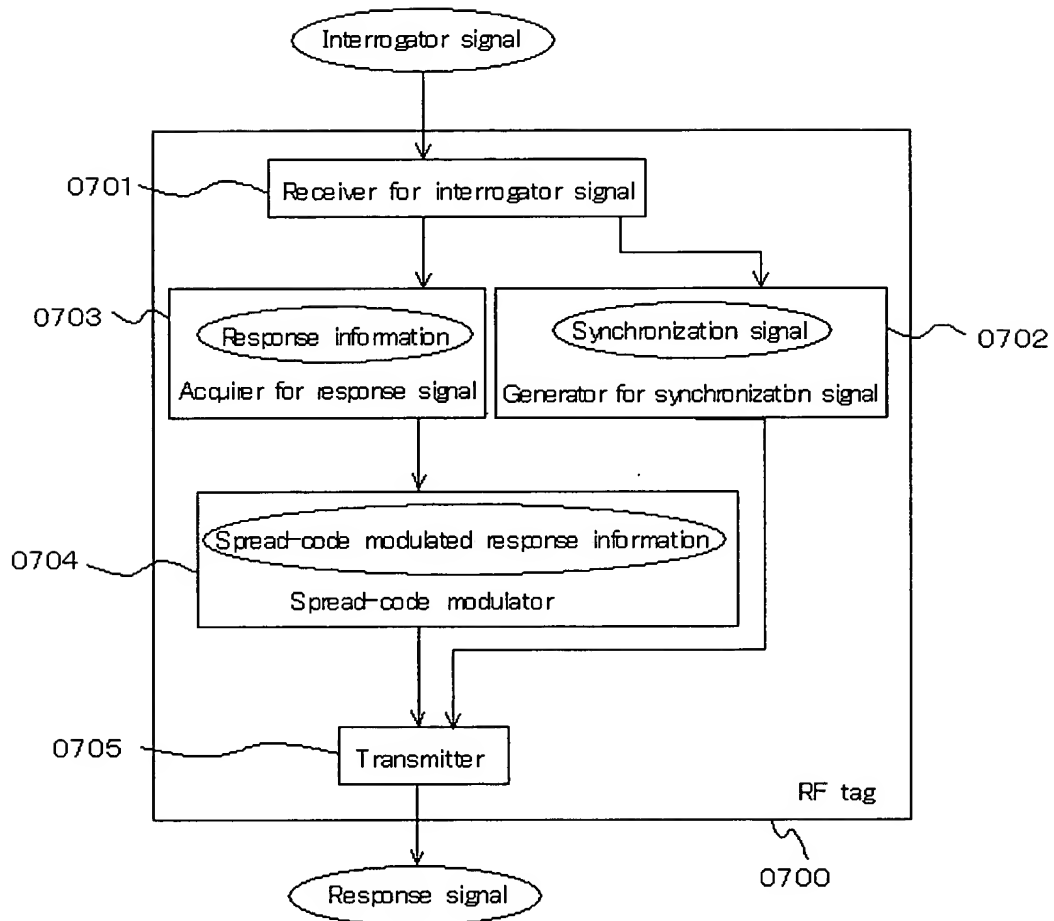 Interrogator signal
0701
Receiver for interrogator signal
0703
Response information
Acquirer for response signal
Synchronization signal
Generator for synchronization signal
0702
0704
Spread-code modulated response information
Spread-code modulator
0705
Transmitter
RF tag
0700
Response signal